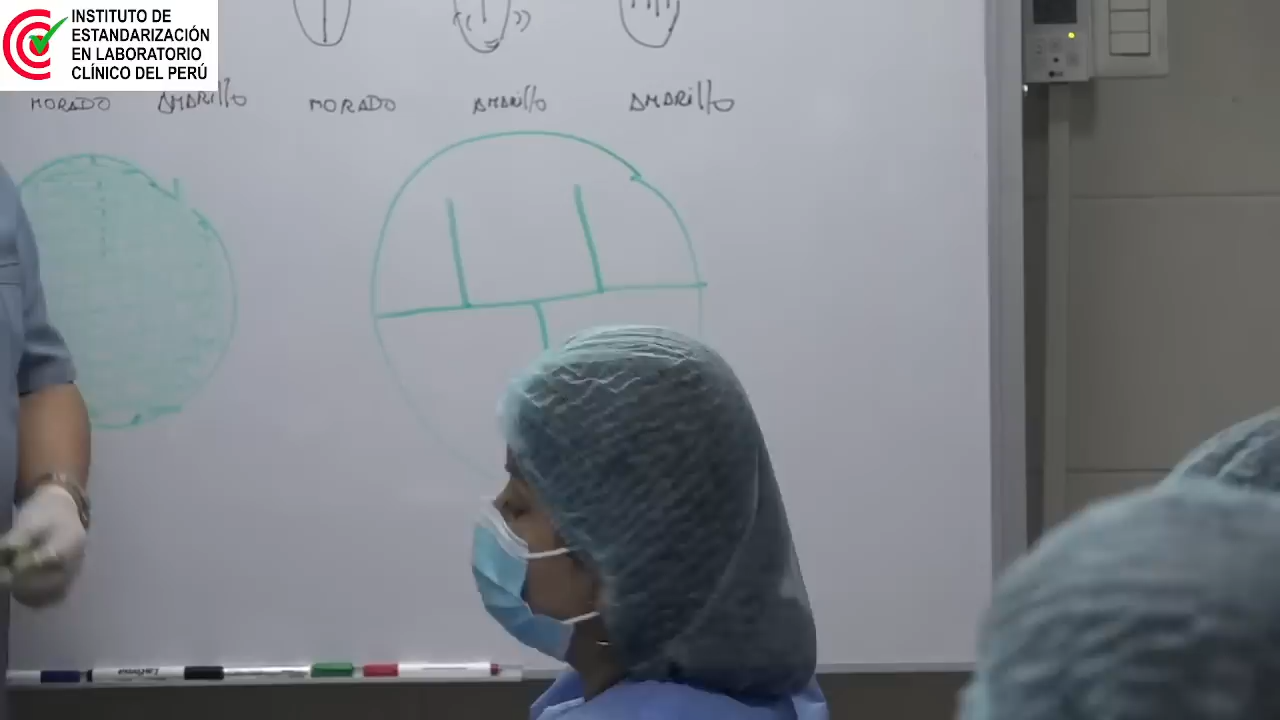 INSTITUTO DE
ESTANDARIZACIÓN
EN LABORATORIO
CLÍNICO DEL PERÚ
MORADO AMARILLO MORADO AMARILLO AMARILLO